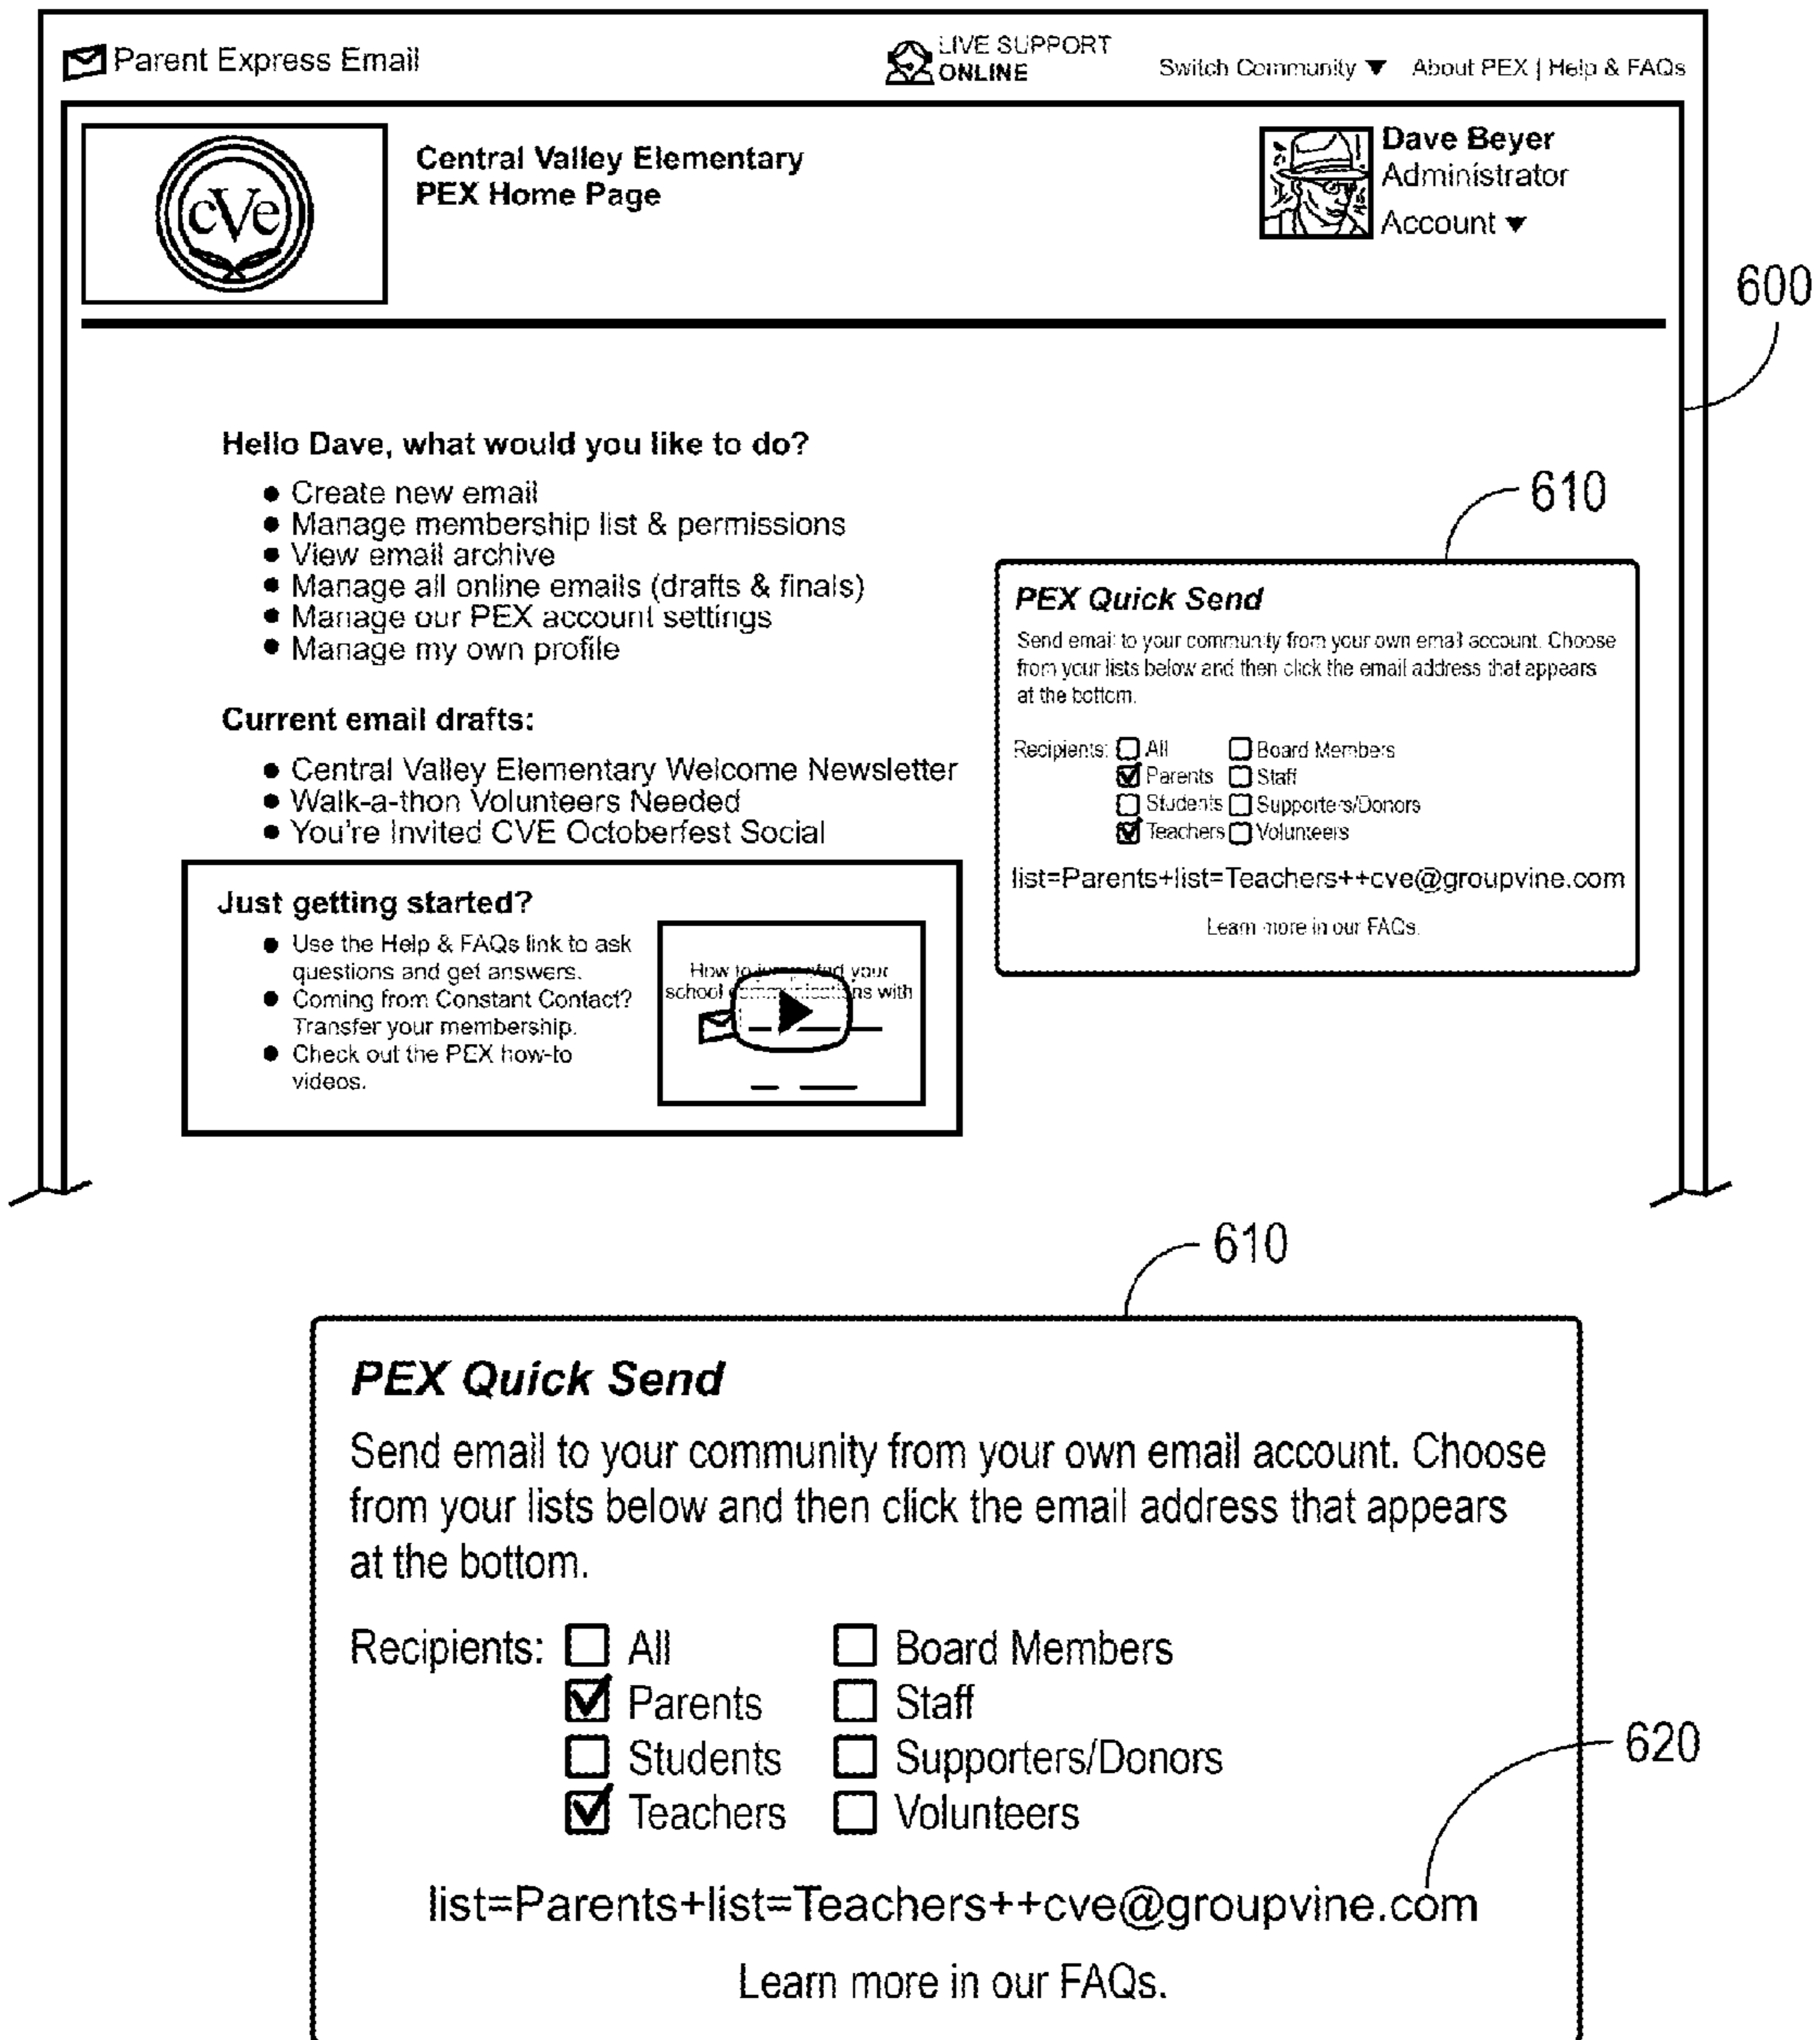 Parent Express Email
LIVE SUPPORT
ONLINE
Switch Community ▼ About PEX | Help & FAQs
cVe
Central Valley Elementary
PEX Home Page
Dave Beyer
Administrator
Account ▼
600
Hello Dave, what would you like to do?
● Create new email
● Manage membership list & permissions
● View email archive
● Manage all online emails (drafts & finals)
● Manage our PEX account settings
● Manage my own profile
Current email drafts:
● Central Valley Elementary Welcome Newsletter
● Walk-a-thon Volunteers Needed
● You're Invited CVE Octoberfest Social
Just getting started?
● Use the Help & FAQs link to ask
questions and get answers.
● Coming from Constant Contact?
Transfer your membership.
● Check out the PEX how-to
videos.
How to your
school with
610
PEX Quick Send
Send email to your community from your own email account. Choose
from your lists below and then click the email address that appears
at the bottom.
Recipients: All Board Members
Parents Staff
Students Supporters/Donors
Teachers Volunteers
list=Parents+list=Teachers++cve@groupvine.com
Learn more in our FAQs.
610
PEX Quick Send
Send email to your community from your own email account. Choose
from your lists below and then click the email address that appears
at the bottom.
Recipients: All Board Members
Parents Staff
Students Supporters/Donors
Teachers Volunteers
620
list=Parents+list=Teachers++cve@groupvine.com
Learn more in our FAQs.